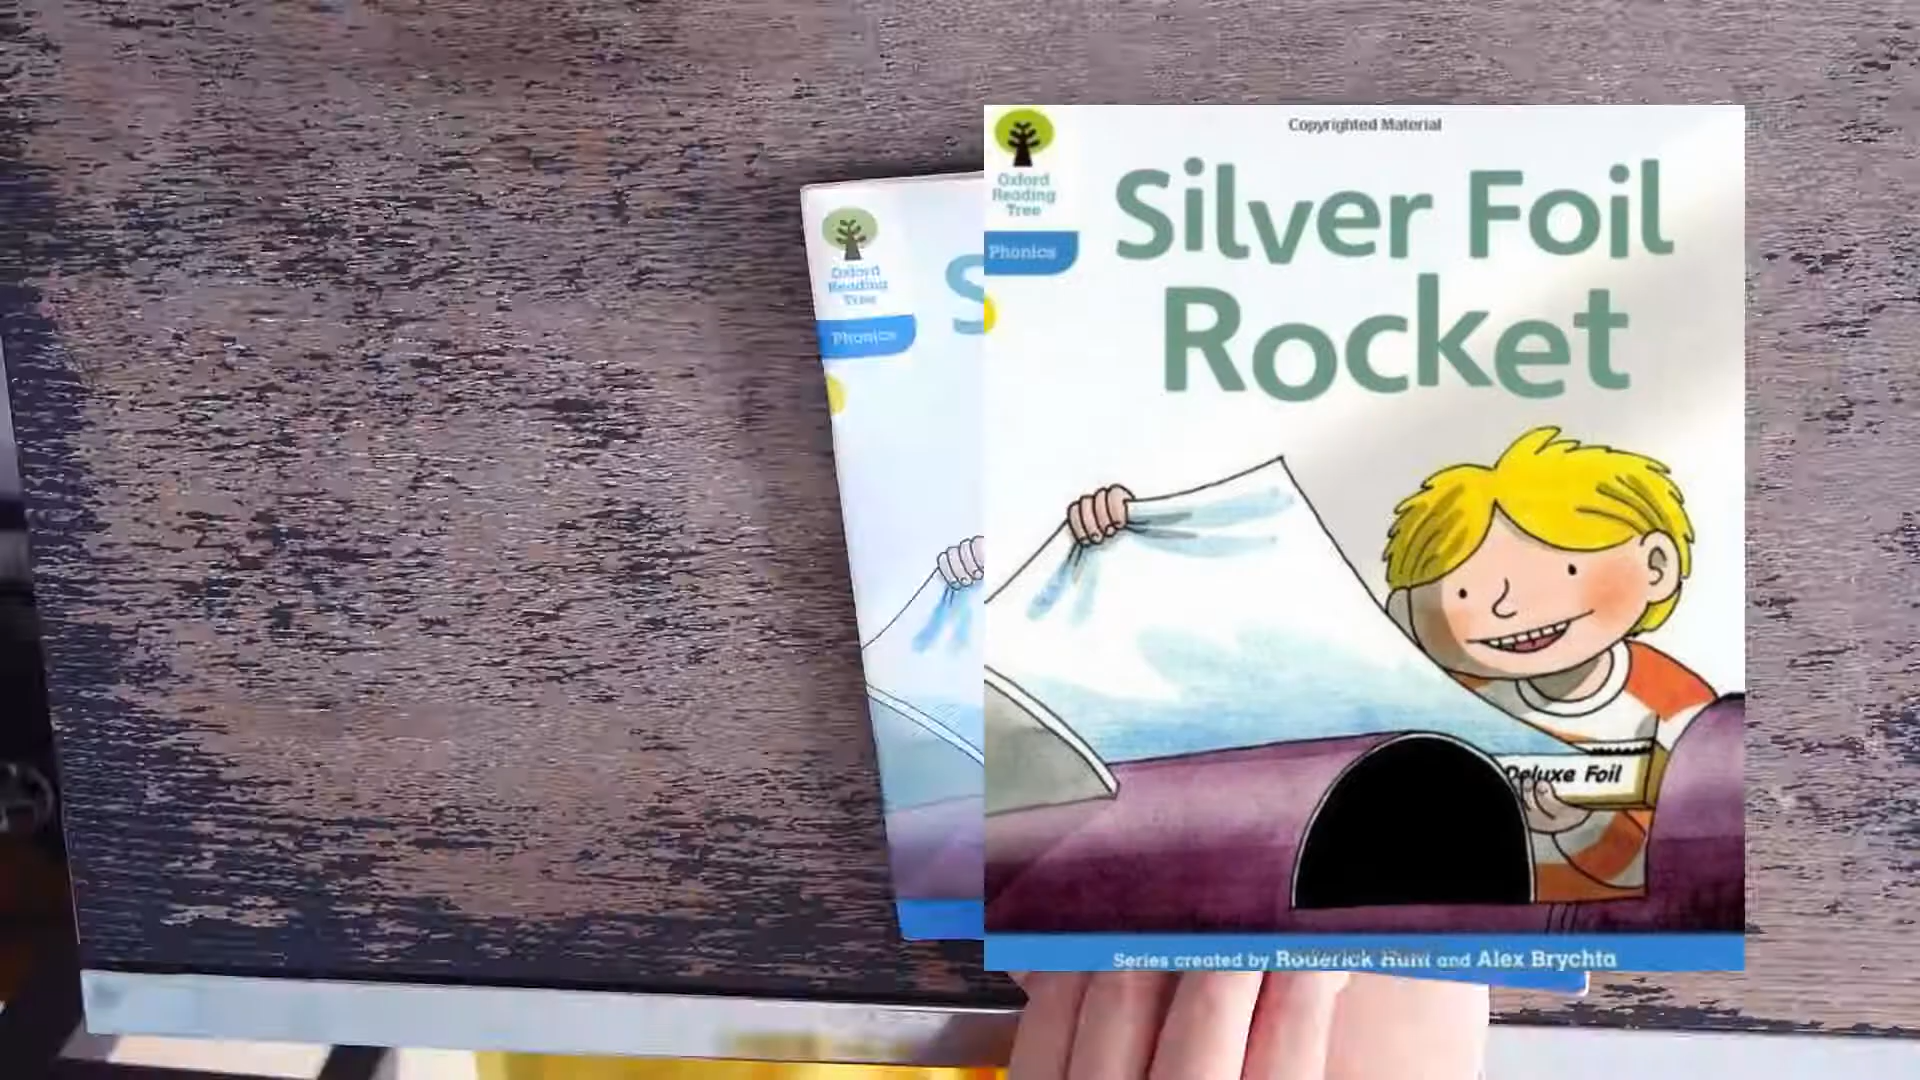 Copyrighted Material
Oxford
Reading
Tree
Phonics
Silver Foil
Rocket
Deluxe Foil
Series created by Roderick Hunt and Alex Brychta
Oxford
Reading
Tree
Phonics
S